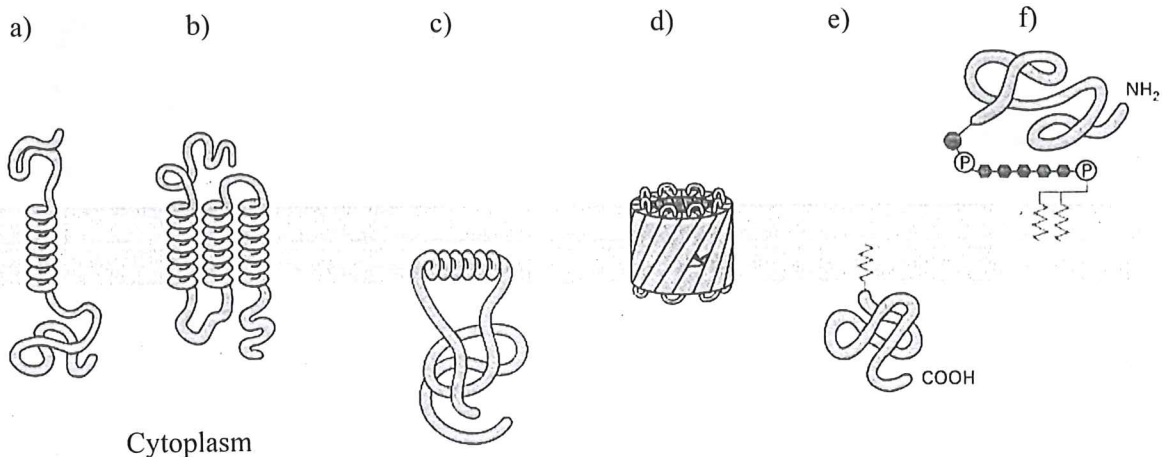 a)
b)
c)
d)
e)
f)
NH₂
P
P
COOH
Cytoplasm